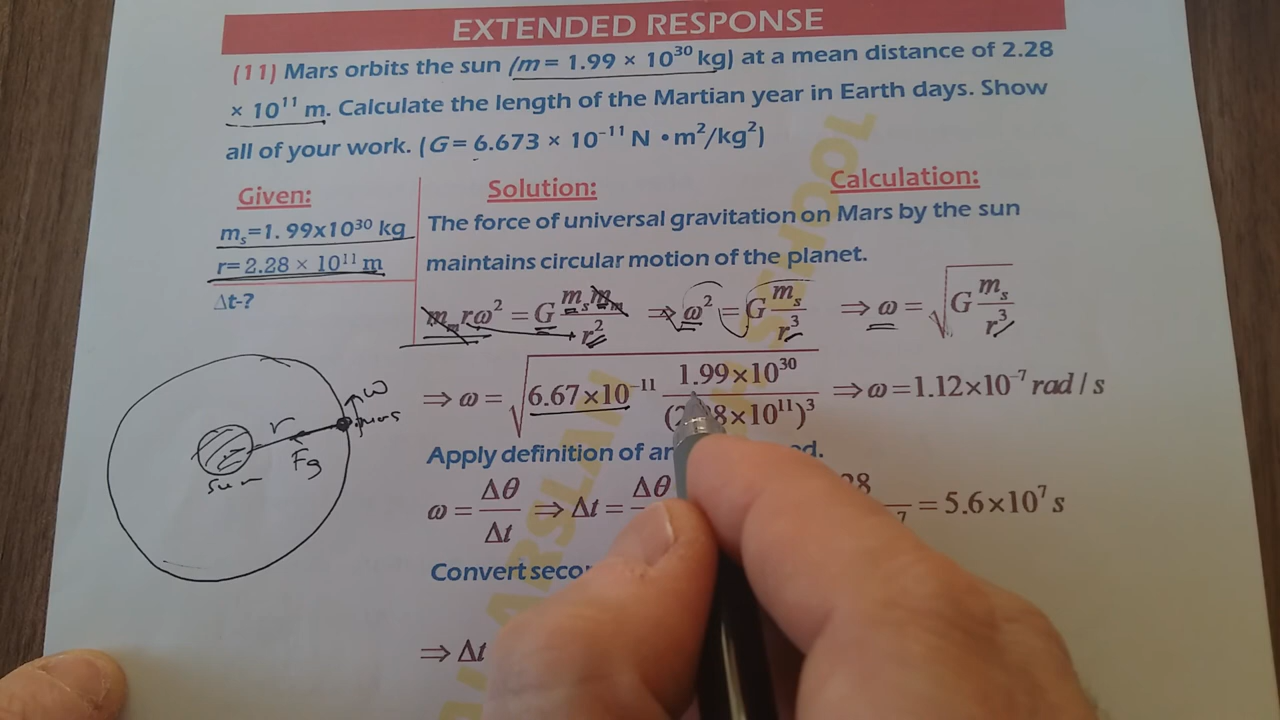 EXTENDED RESPONSE
(11) Mars orbits the sun (m = 1.99 × 10³⁰ kg) at a mean distance of 2.28
× 10¹¹ m. Calculate the length of the Martian year in Earth days. Show
all of your work. (G = 6.673 × 10⁻¹¹ N • m²/kg²)
Given:
mₛ=1.99x10³⁰ kg
r= 2.28 × 10¹¹ m
Δt-?
Solution:
Calculation:
The force of universal gravitation on Mars by the sun
maintains circular motion of the planet.
mₘrω² = G mₛmₘ/r² ⇒ ω² = G mₛ/r³ ⇒ ω = √(G mₛ/r³)
⇒ ω = √(6.67×10⁻¹¹ 1.99×10³⁰/(2.28×10¹¹)³) ⇒ ω = 1.12×10⁻⁷ rad / s
Apply definition of
ω = Δθ/Δt ⇒ Δt = Δθ = 5.6×10⁷ s
Convert
⇒ Δt
ω
mars
r
Fg
sun
ARSLAN